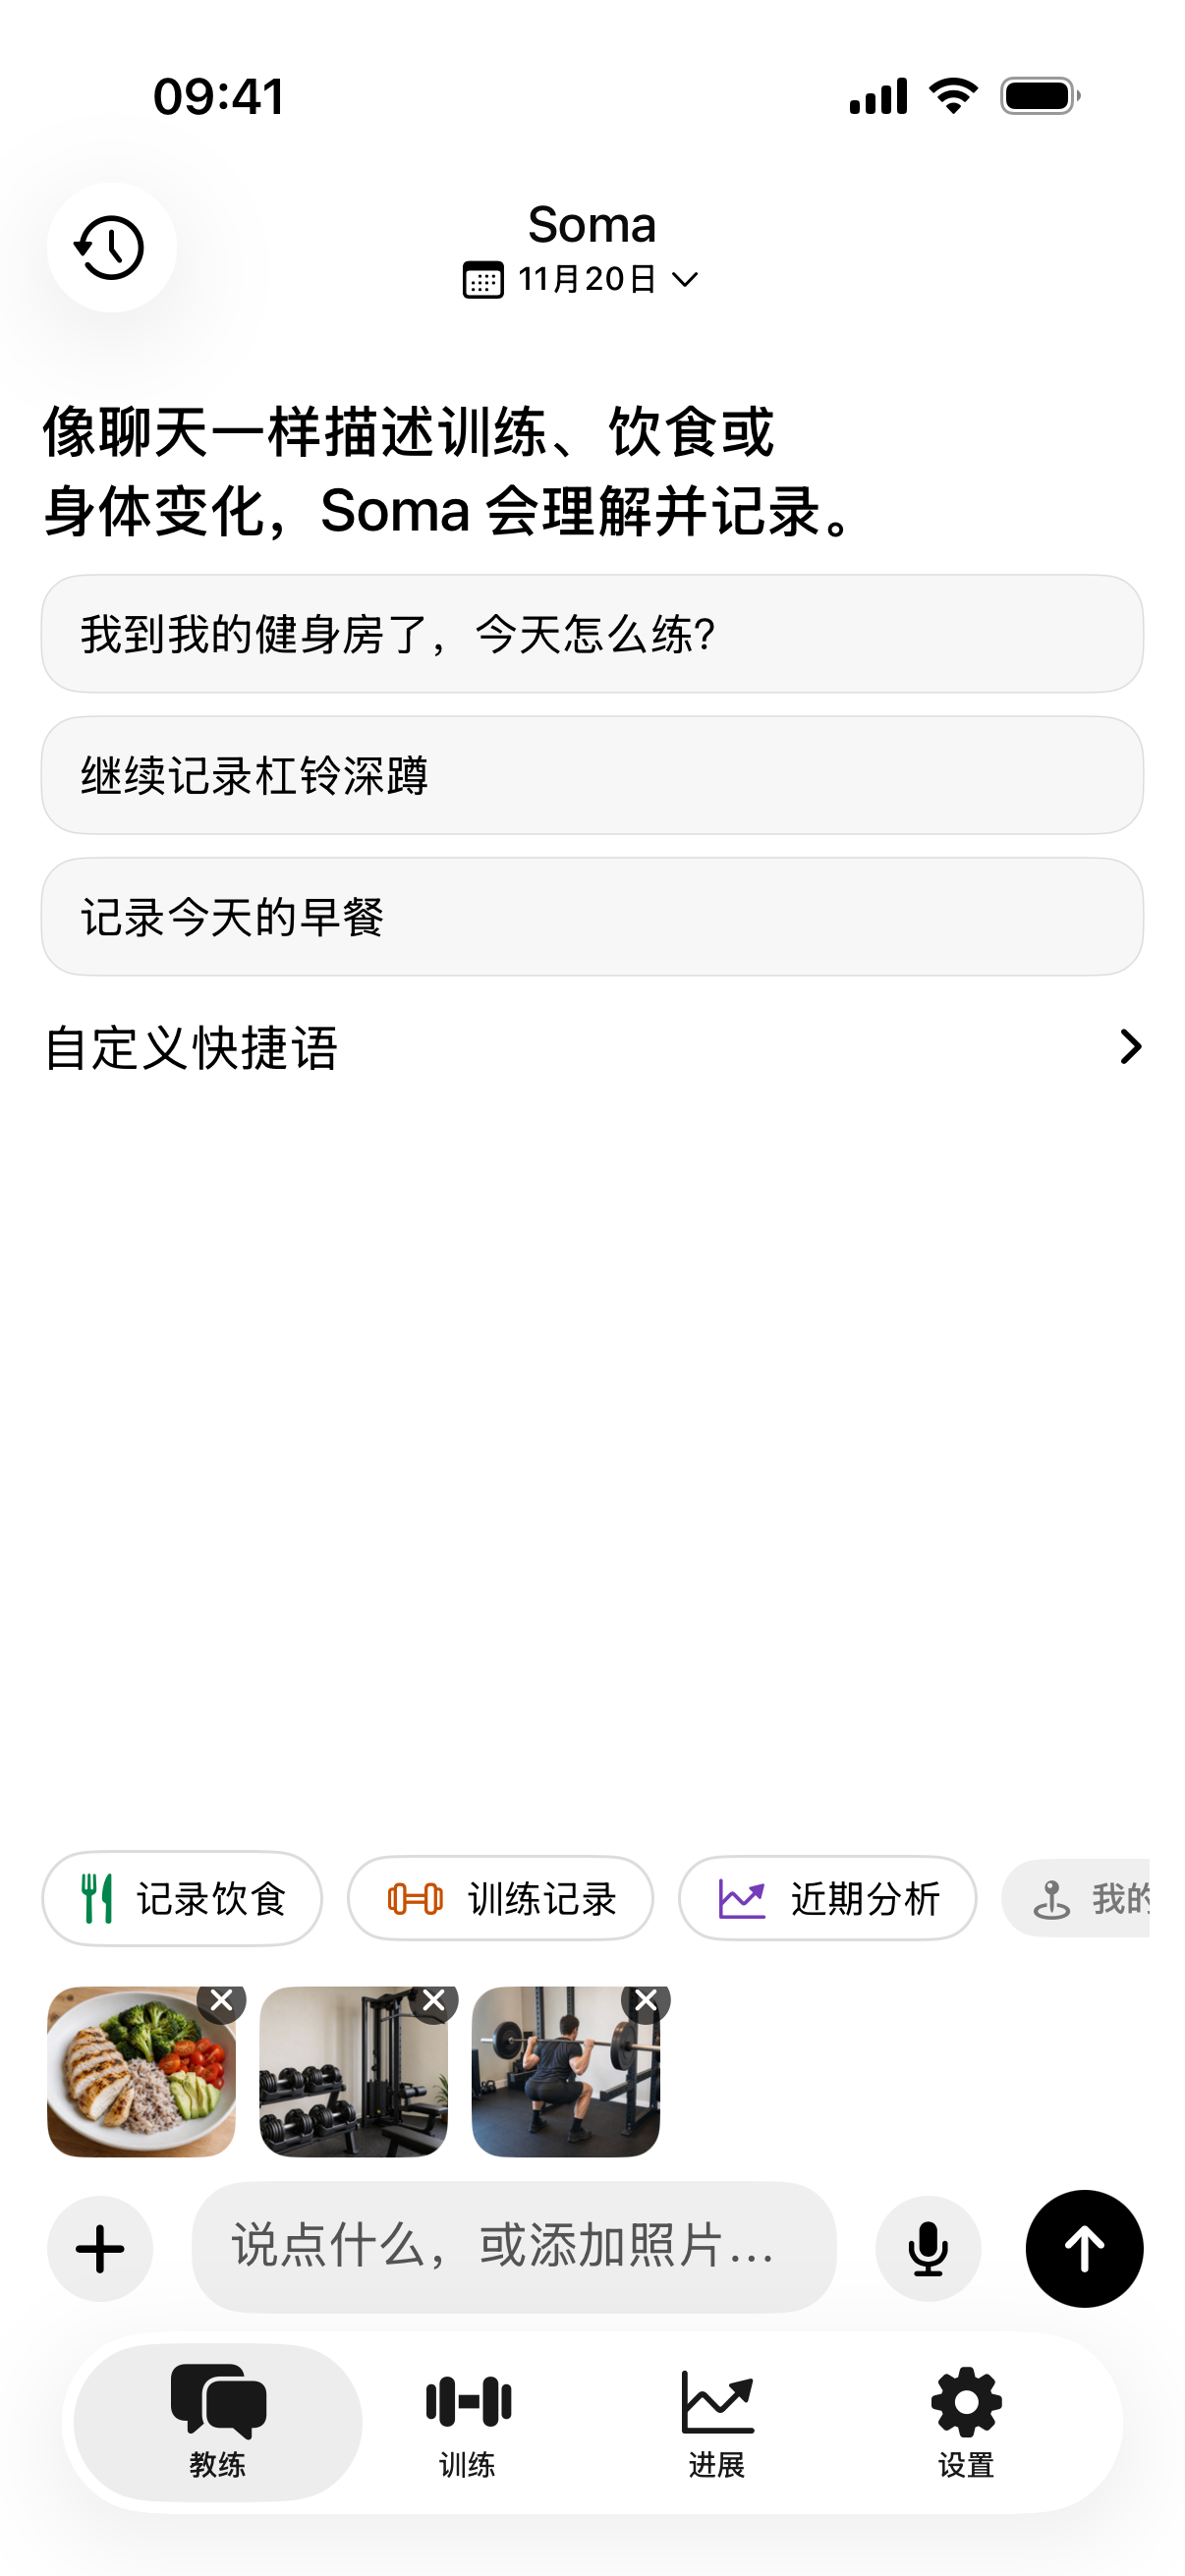 09:41
Soma
11月20日
像聊天一样描述训练、饮食或
身体变化，Soma 会理解并记录。
我到我的健身房了，今天怎么练?
继续记录杠铃深蹲
记录今天的早餐
自定义快捷语
记录饮食
训练记录
近期分析
我的
说点什么，或添加照片...
教练
训练
进展
设置